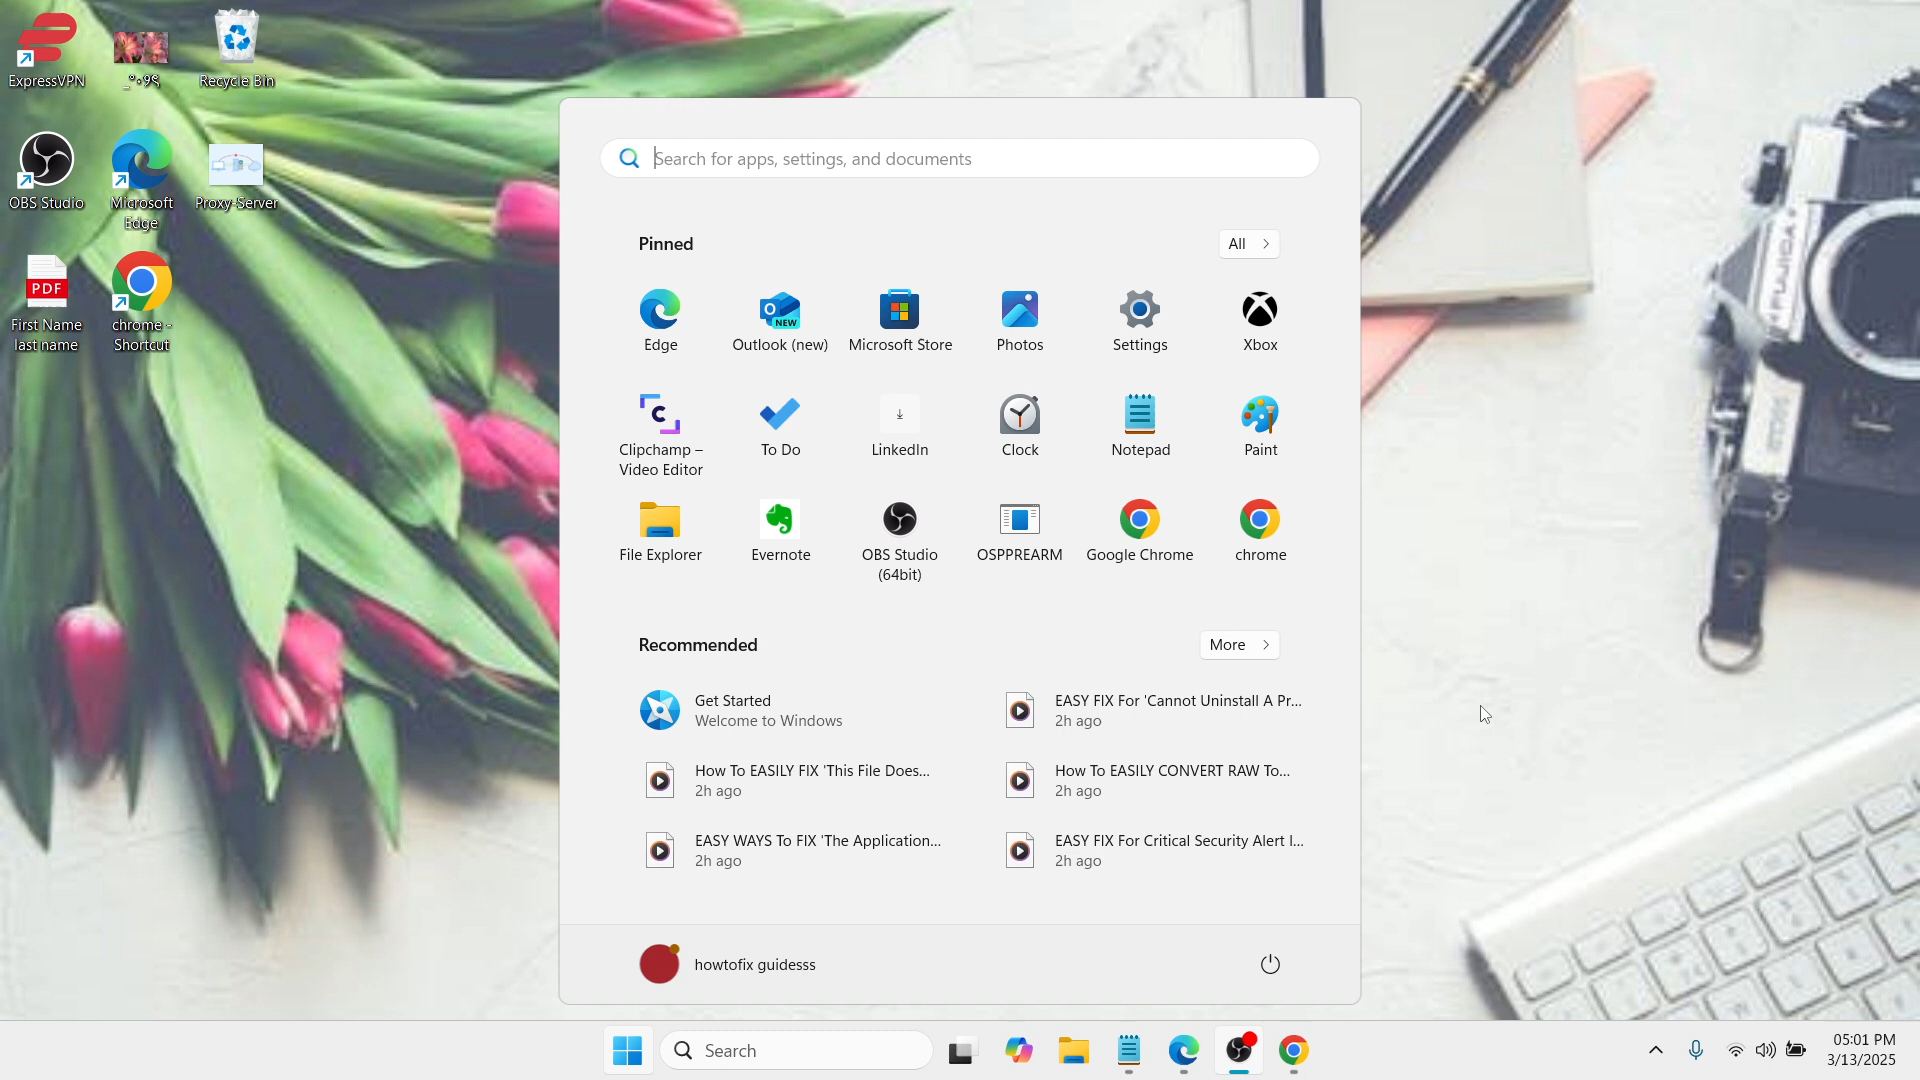 ExpressVPN
Recycle Bin
OBS Studio
Microsoft
Edge
Proxy-Server
PDF
First Name
last name
chrome -
Shortcut
Search for apps, settings, and documents
Pinned
All
Edge
NEW
Outlook (new)
Microsoft Store
Photos
Settings
Xbox
Clipchamp –
Video Editor
To Do
LinkedIn
Clock
Notepad
Paint
File Explorer
Evernote
OBS Studio
(64bit)
OSPPREARM
Google Chrome
chrome
Recommended
More
Get Started
Welcome to Windows
EASY FIX For 'Cannot Uninstall A Pr...
2h ago
How To EASILY FIX 'This File Does...
2h ago
How To EASILY CONVERT RAW To...
2h ago
EASY WAYS To FIX 'The Application...
2h ago
EASY FIX For Critical Security Alert I...
2h ago
howtofix guidesss
FUJICA
Search
05:01 PM
3/13/2025